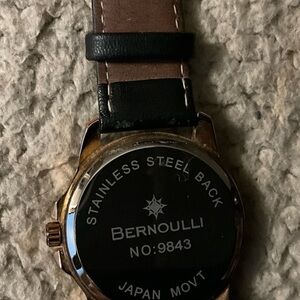 STAINLESS STEEL BACK
BERNOULLI
NO:9843
JAPAN MOVT